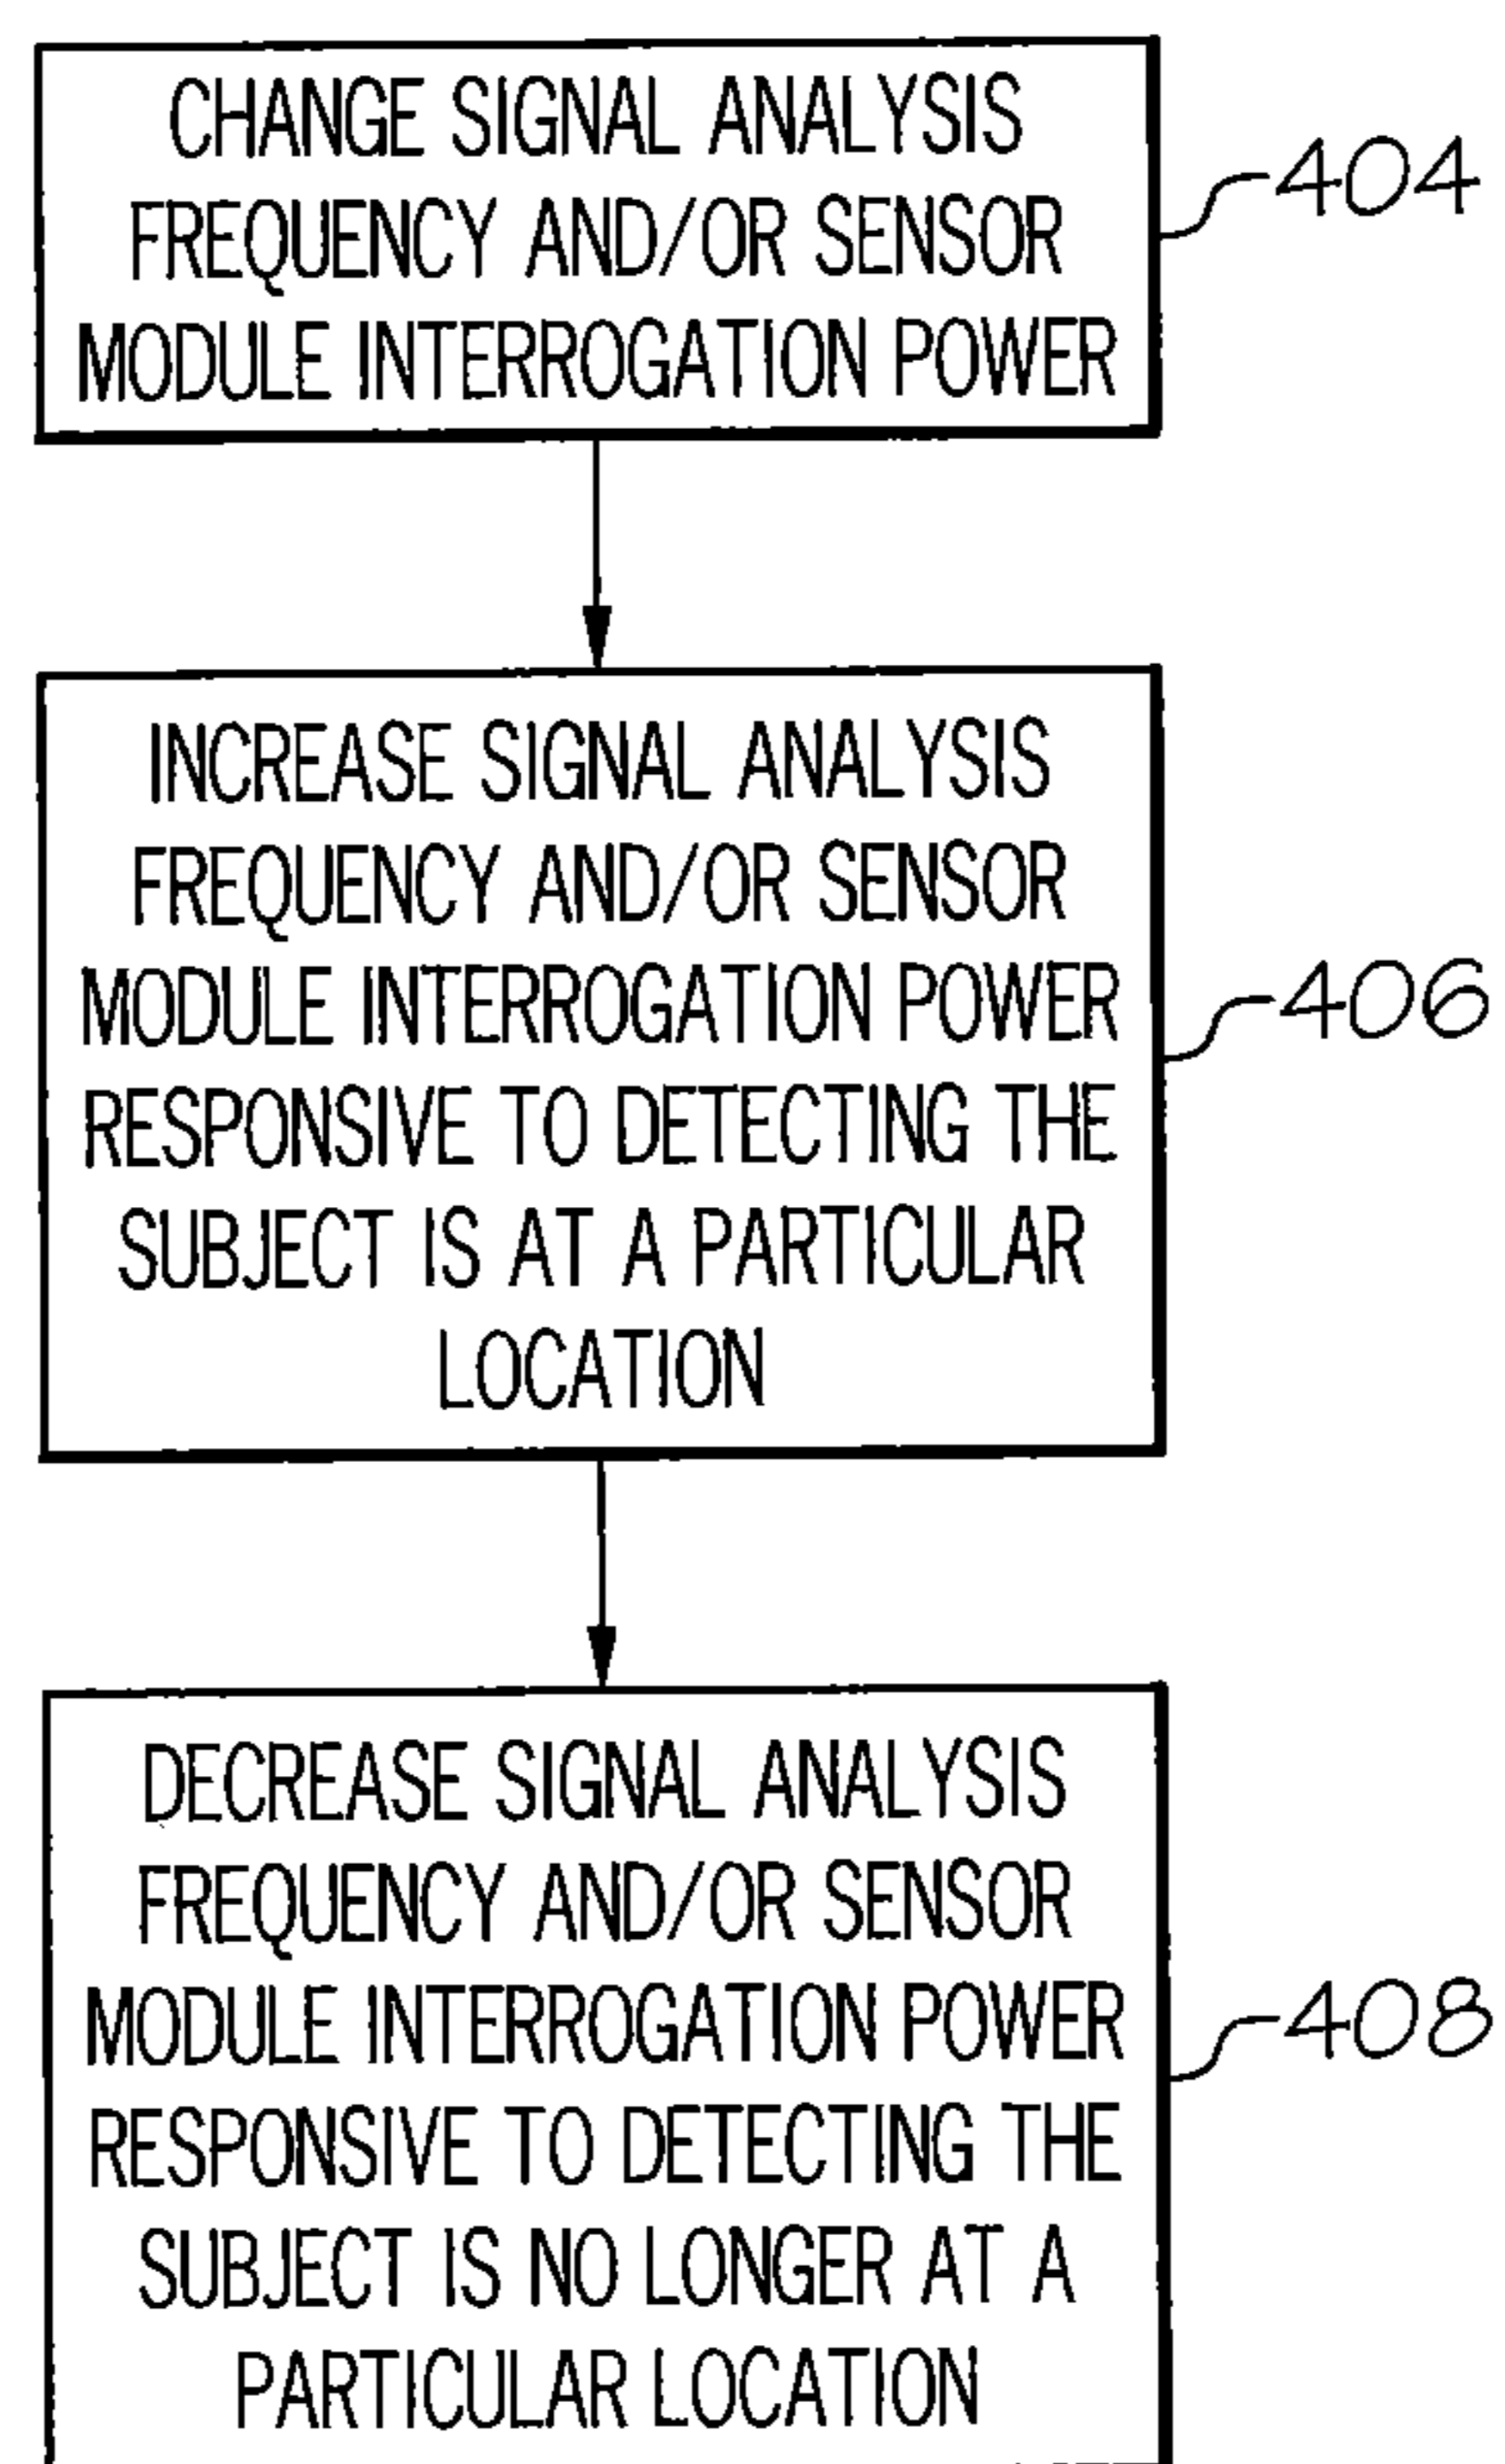 CHANGE SIGNAL ANALYSIS
FREQUENCY AND/OR SENSOR
MODULE INTERROGATION POWER
404
INCREASE SIGNAL ANALYSIS
FREQUENCY AND/OR SENSOR
MODULE INTERROGATION POWER
RESPONSIVE TO DETECTING THE
SUBJECT IS AT A PARTICULAR
LOCATION
406
DECREASE SIGNAL ANALYSIS
FREQUENCY AND/OR SENSOR
MODULE INTERROGATION POWER
RESPONSIVE TO DETECTING THE
SUBJECT IS NO LONGER AT A
PARTICULAR LOCATION
408